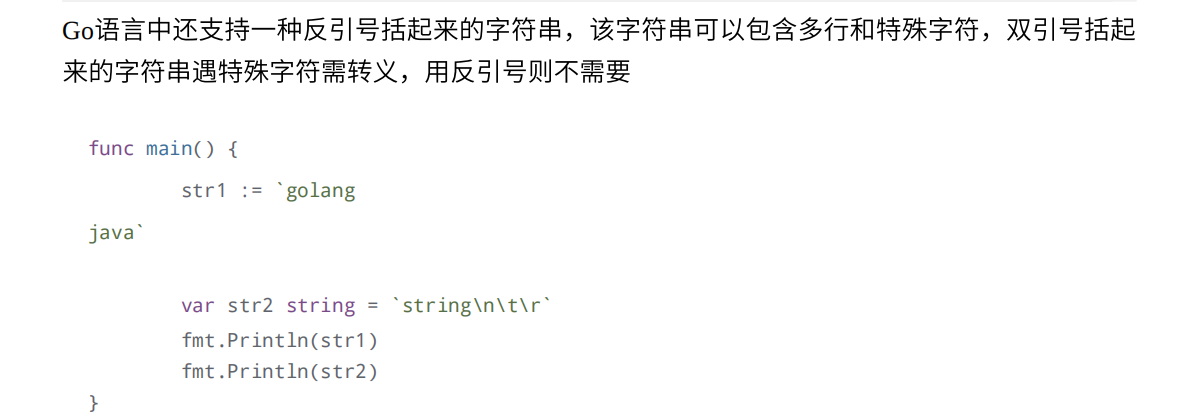 Go语言中还支持一种反引号括起来的字符串，该字符串可以包含多行和特殊字符，双引号括起
来的字符串遇特殊字符需转义，用反引号则不需要
func main() {
        str1 := `golang
java`
        var str2 string = `string\n\t\r`
        fmt.Println(str1)
        fmt.Println(str2)
}